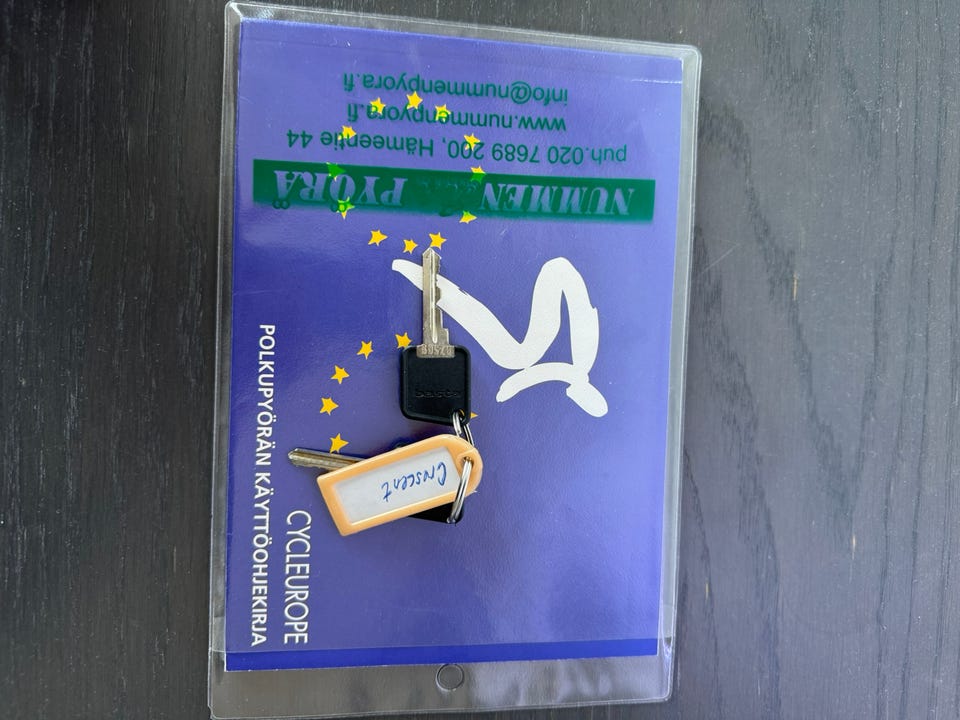 NUMMEN PYÖRÄ
puh.020 7689 200, Hämeentie 44
www.nummenpyora.fi
info@nummenpyora.fi
CYCLEUROPE
POLKUPYÖRÄN KÄYTTÖOHJEKIRJA
Crescent